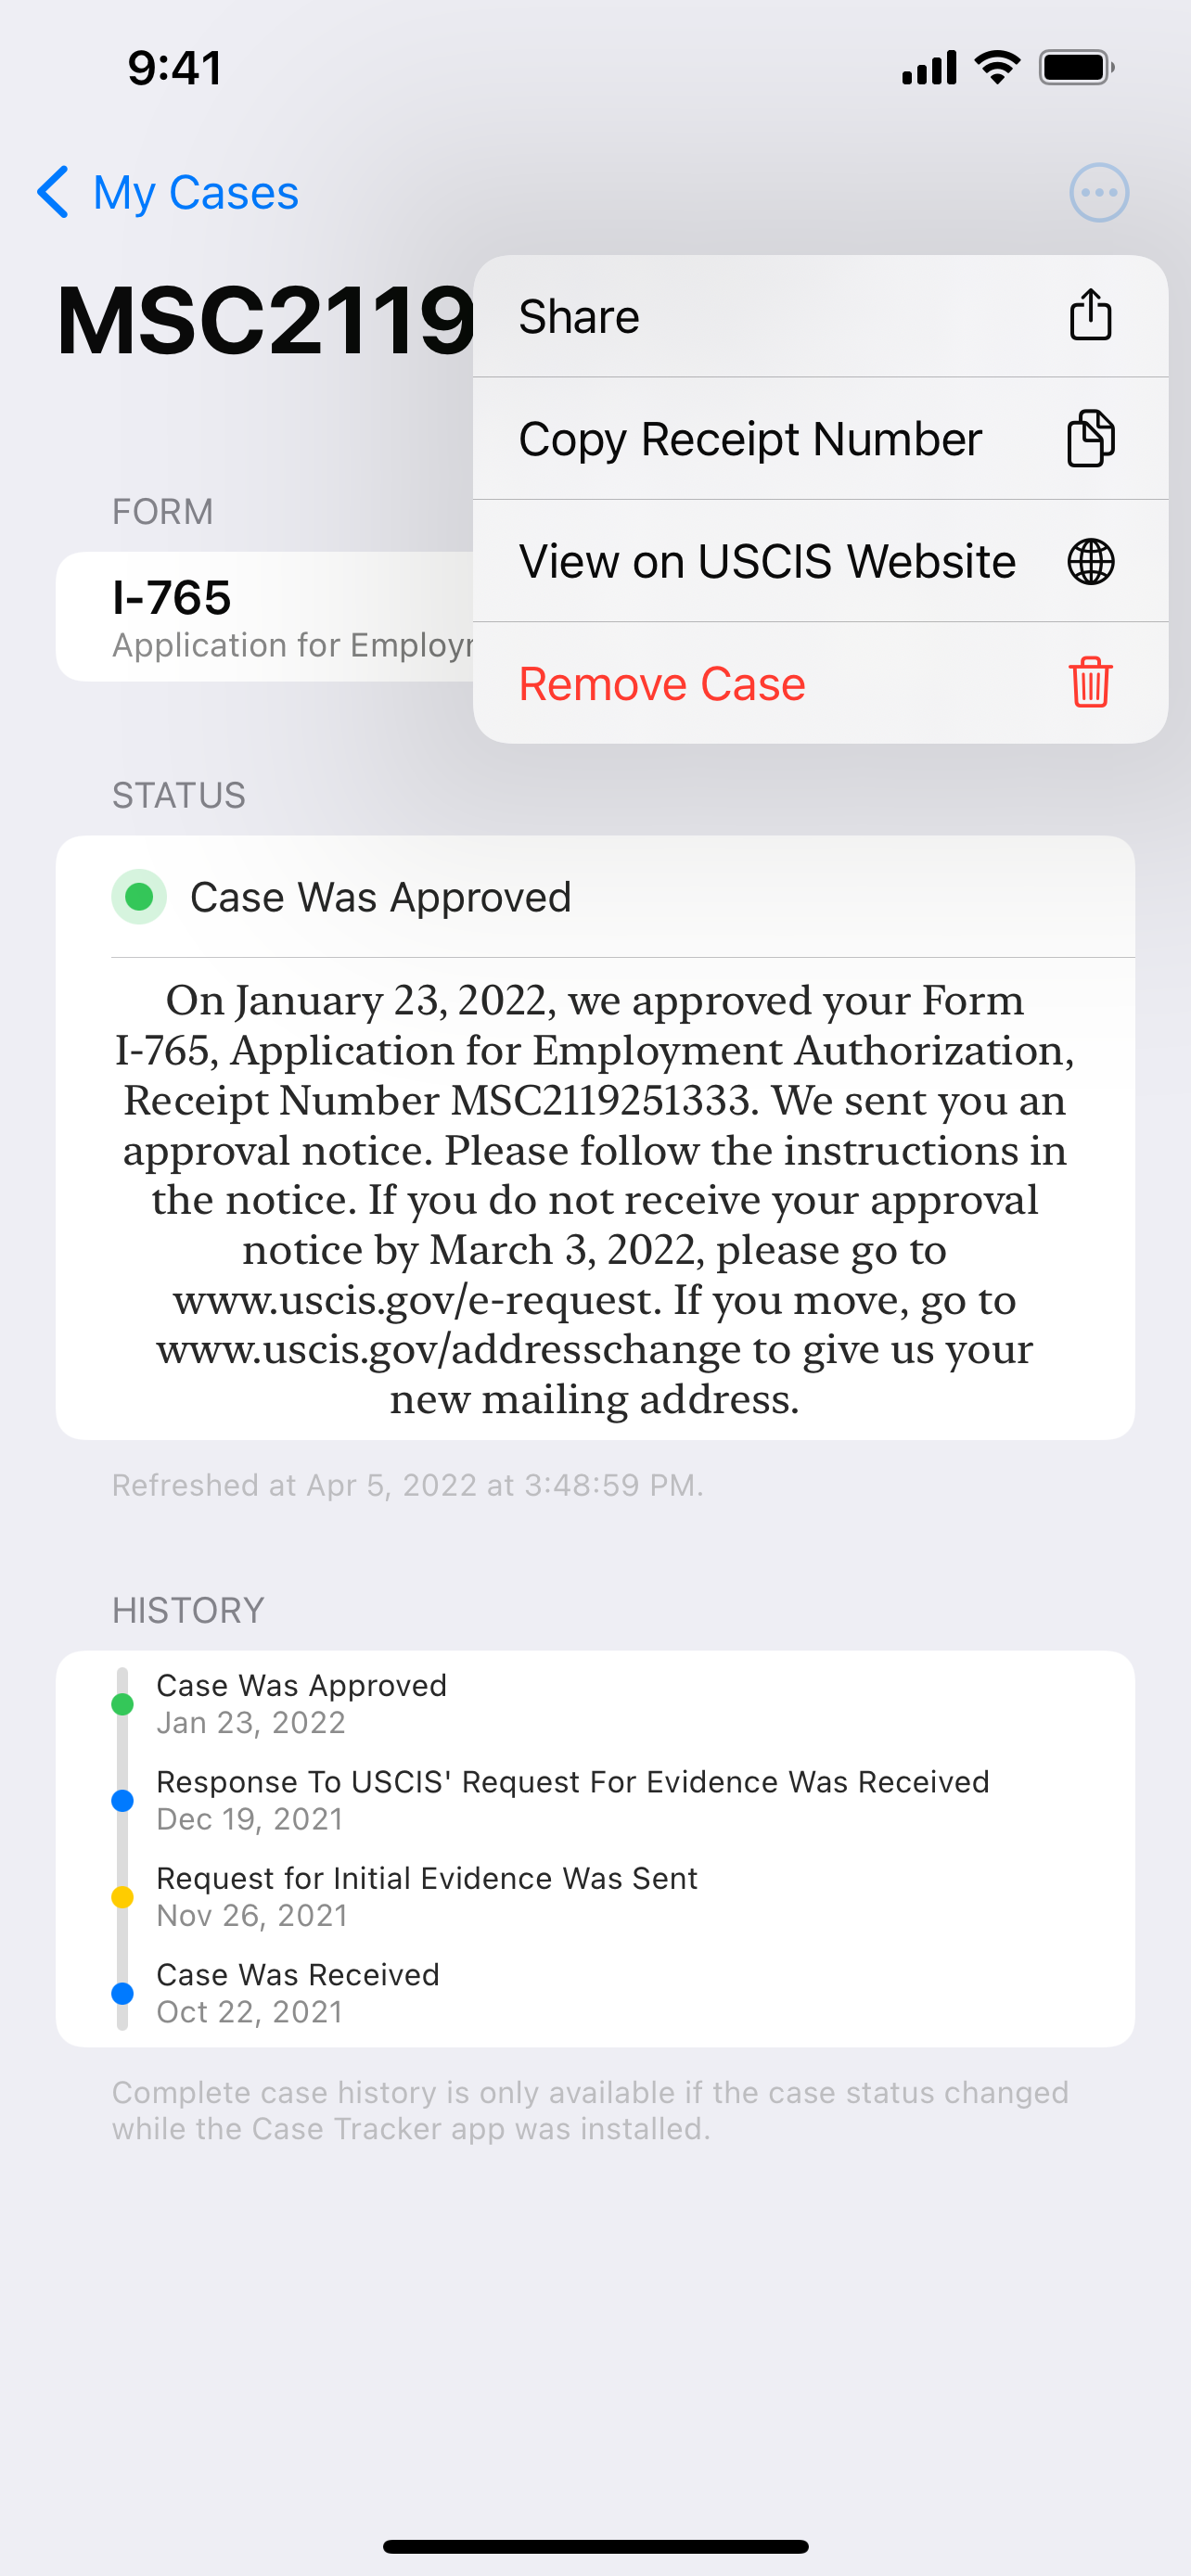 9:41
My Cases
MSC2119
Share
Copy Receipt Number
View on USCIS Website
Remove Case
FORM
I-765
Application for
STATUS
Case Was Approved
On January 23, 2022, we approved your Form
I-765, Application for Employment Authorization,
Receipt Number MSC2119251333. We sent you an
approval notice. Please follow the instructions in
the notice. If you do not receive your approval
notice by March 3, 2022, please go to
www.uscis.gov/e-request. If you move, go to
www.uscis.gov/addresschange to give us your
new mailing address.
Refreshed at Apr 5, 2022 at 3:48:59 PM.
HISTORY
Case Was Approved
Jan 23, 2022
Response To USCIS' Request For Evidence Was Received
Dec 19, 2021
Request for Initial Evidence Was Sent
Nov 26, 2021
Case Was Received
Oct 22, 2021
Complete case history is only available if the case status changed
while the Case Tracker app was installed.